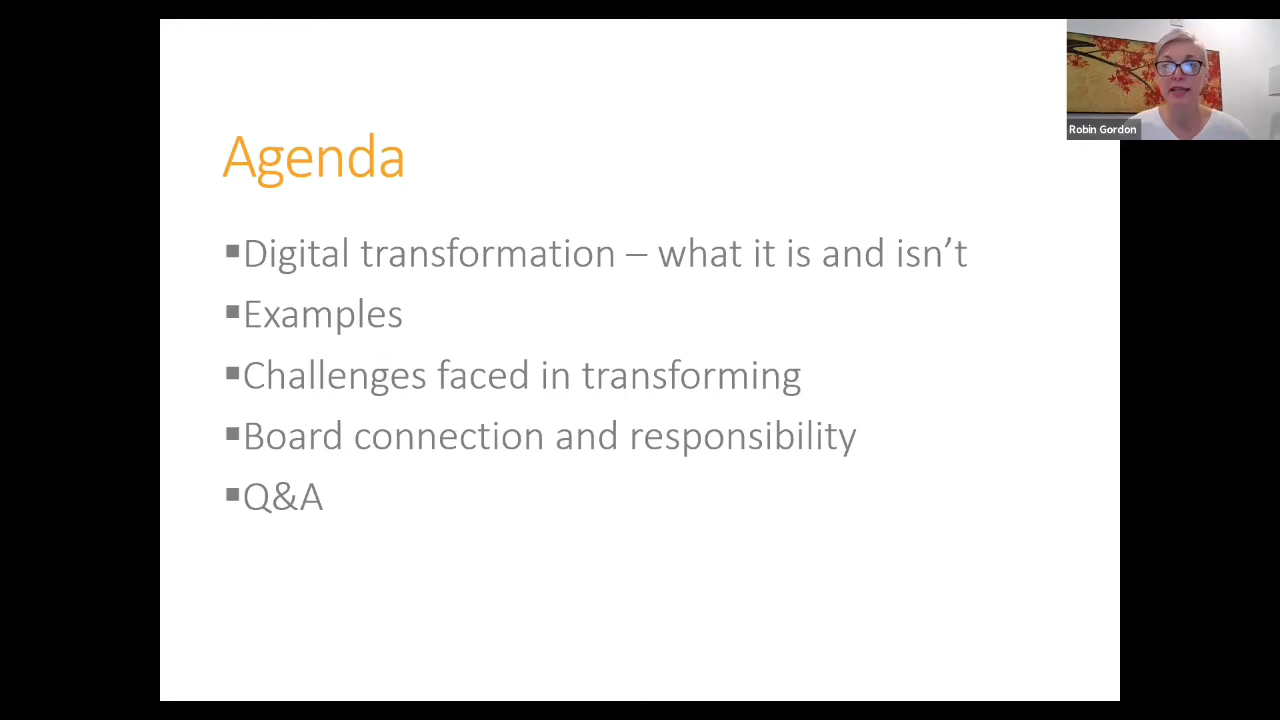 Agenda
▪Digital transformation – what it is and isn’t
▪Examples
▪Challenges faced in transforming
▪Board connection and responsibility
▪Q&A
Robin Gordon